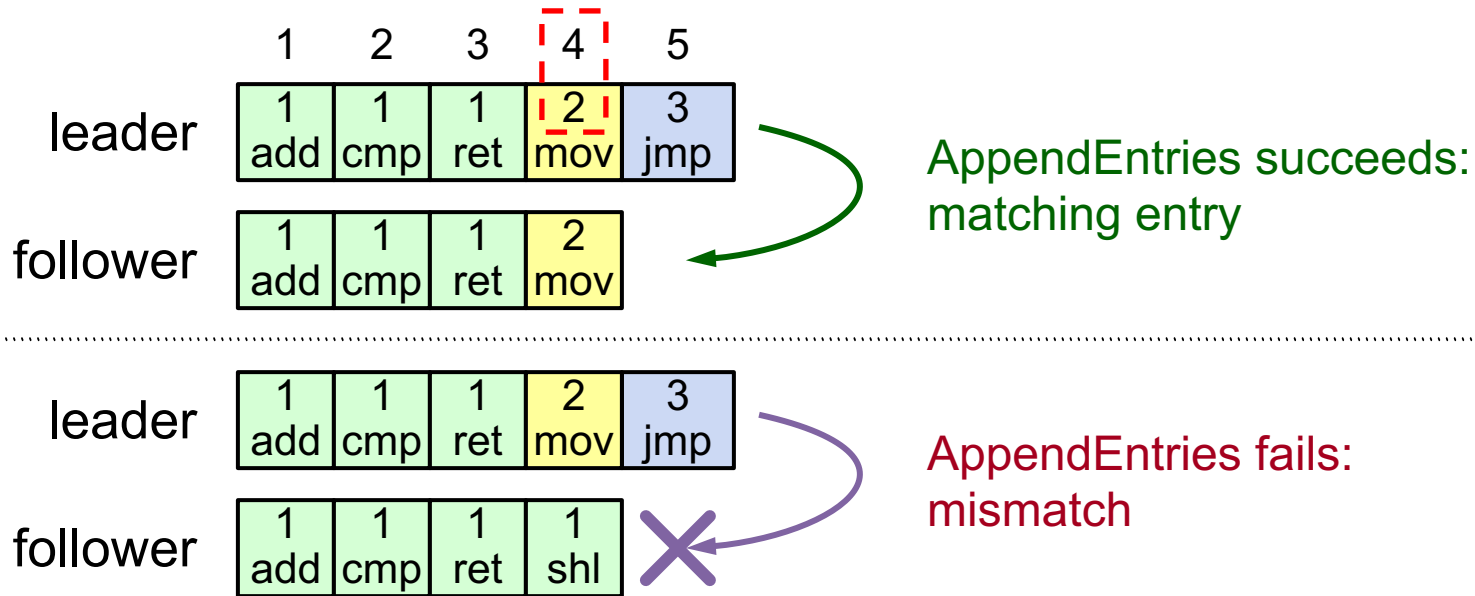 1 2 3 4 5
leader
1 1 1 2 3
add cmp ret mov jmp
AppendEntries succeeds:
matching entry
follower
1 1 1 2
add cmp ret mov
leader
1 1 1 2 3
add cmp ret mov jmp
AppendEntries fails:
mismatch
follower
1 1 1 1
add cmp ret shl